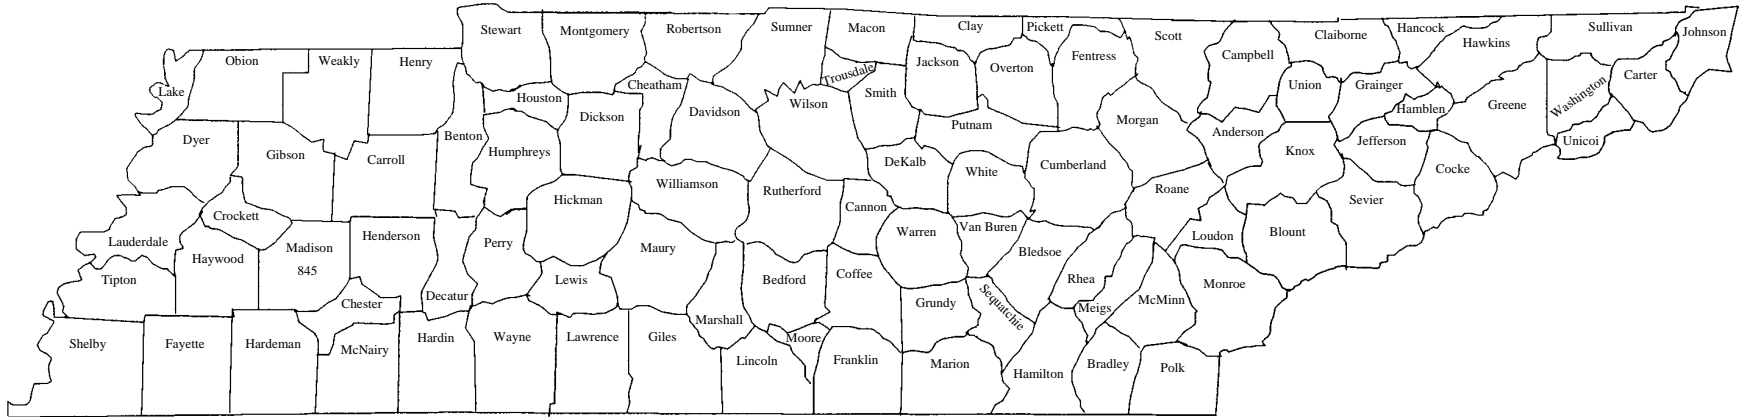 Stewart
Montgomery
Robertson
Sumner
Macon
Clay
Pickett
Fentress
Scott
Campbell
Claiborne
Hancock
Hawkins
Sullivan
Johnson
Lake
Obion
Weakly
Henry
Houston
Cheatham
Trousdale
Jackson
Overton
Union
Grainger
Washington
Carter
Dickson
Davidson
Wilson
Smith
Putnam
Morgan
Anderson
Hamblen
Greene
Unicoi
Dyer
Gibson
Carroll
Benton
Humphreys
DeKalb
White
Cumberland
Knox
Jefferson
Cocke
Crockett
Hickman
Williamson
Rutherford
Cannon
Roane
Sevier
Lauderdale
Haywood
Madison
845
Henderson
Perry
Maury
Warren
Van Buren
Bledsoe
Loudon
Blount
Tipton
Chester
Decatur
Lewis
Bedford
Coffee
Grundy
Sequatchie
Rhea
Meigs
McMinn
Monroe
Shelby
Fayette
Hardeman
McNairy
Hardin
Wayne
Lawrence
Giles
Marshall
Lincoln
Moore
Franklin
Marion
Hamilton
Bradley
Polk